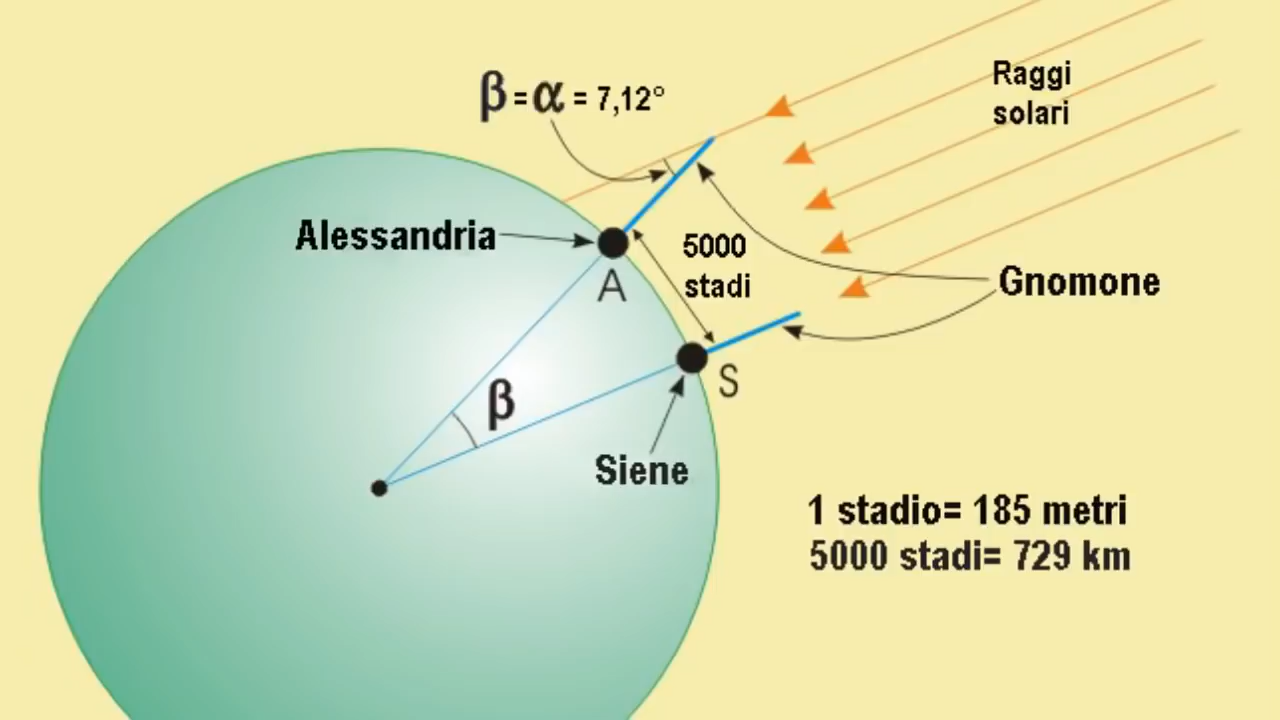 β = α = 7,12°
Raggi
solari
Alessandria
5000
stadi
A
Gnomone
S
β
Siene
1 stadio= 185 metri
5000 stadi= 729 km